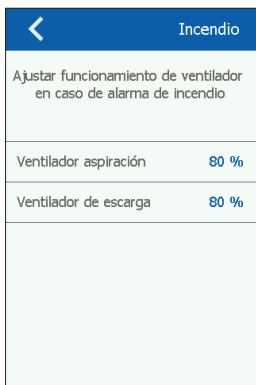 Incendio
Ajustar funcionamiento de ventilador
en caso de alarma de incendio
Ventilador aspiración 80 %
Ventilador de escarga 80 %